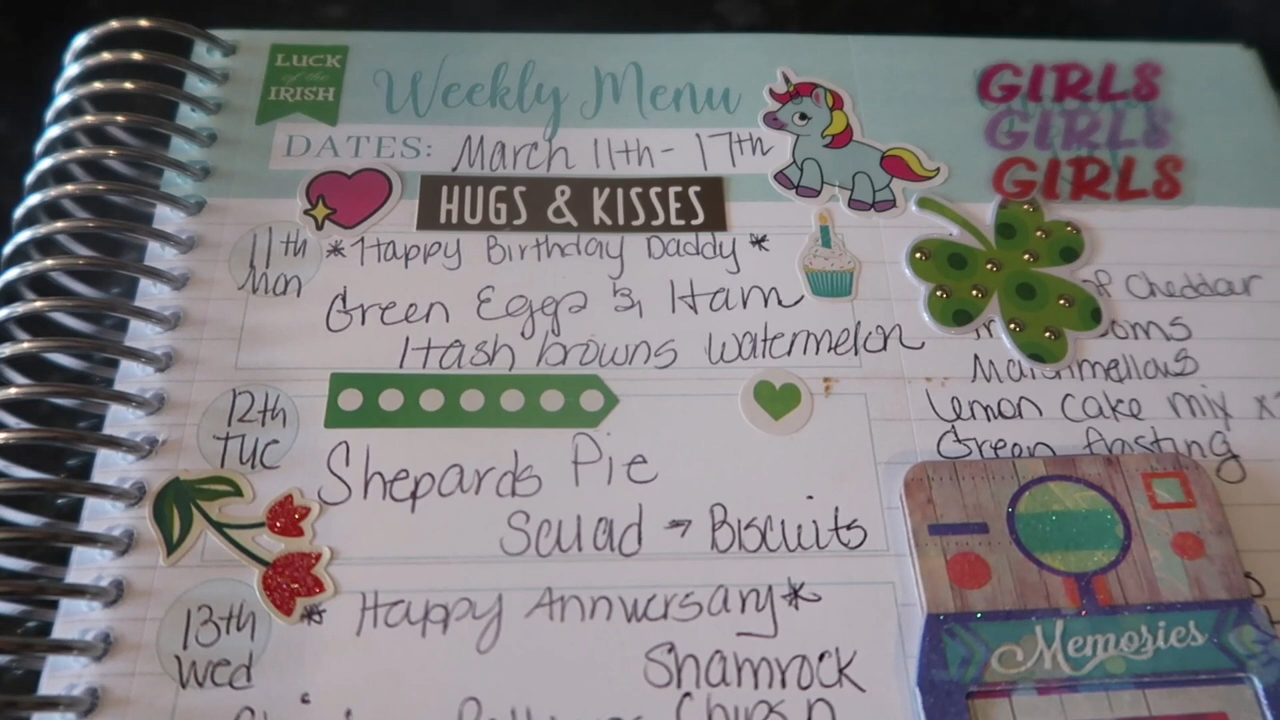 LUCK
of the
IRISH
Weekly Menu
DATES: March 11th - 17th
GIRLS
GIRLS
GIRLS
HUGS & KISSES
11th
Mon
*Happy Birthday Daddy*
Green Eggs & Ham
Hash browns watermelon
12th
Tue
Shepards Pie
Salad → Biscuits
13th
Wed
* Happy Anniversary*
Shamrock
Chips n
Cheddar
Marshmellows
Lemon cake mix x
Green frosting
Memories